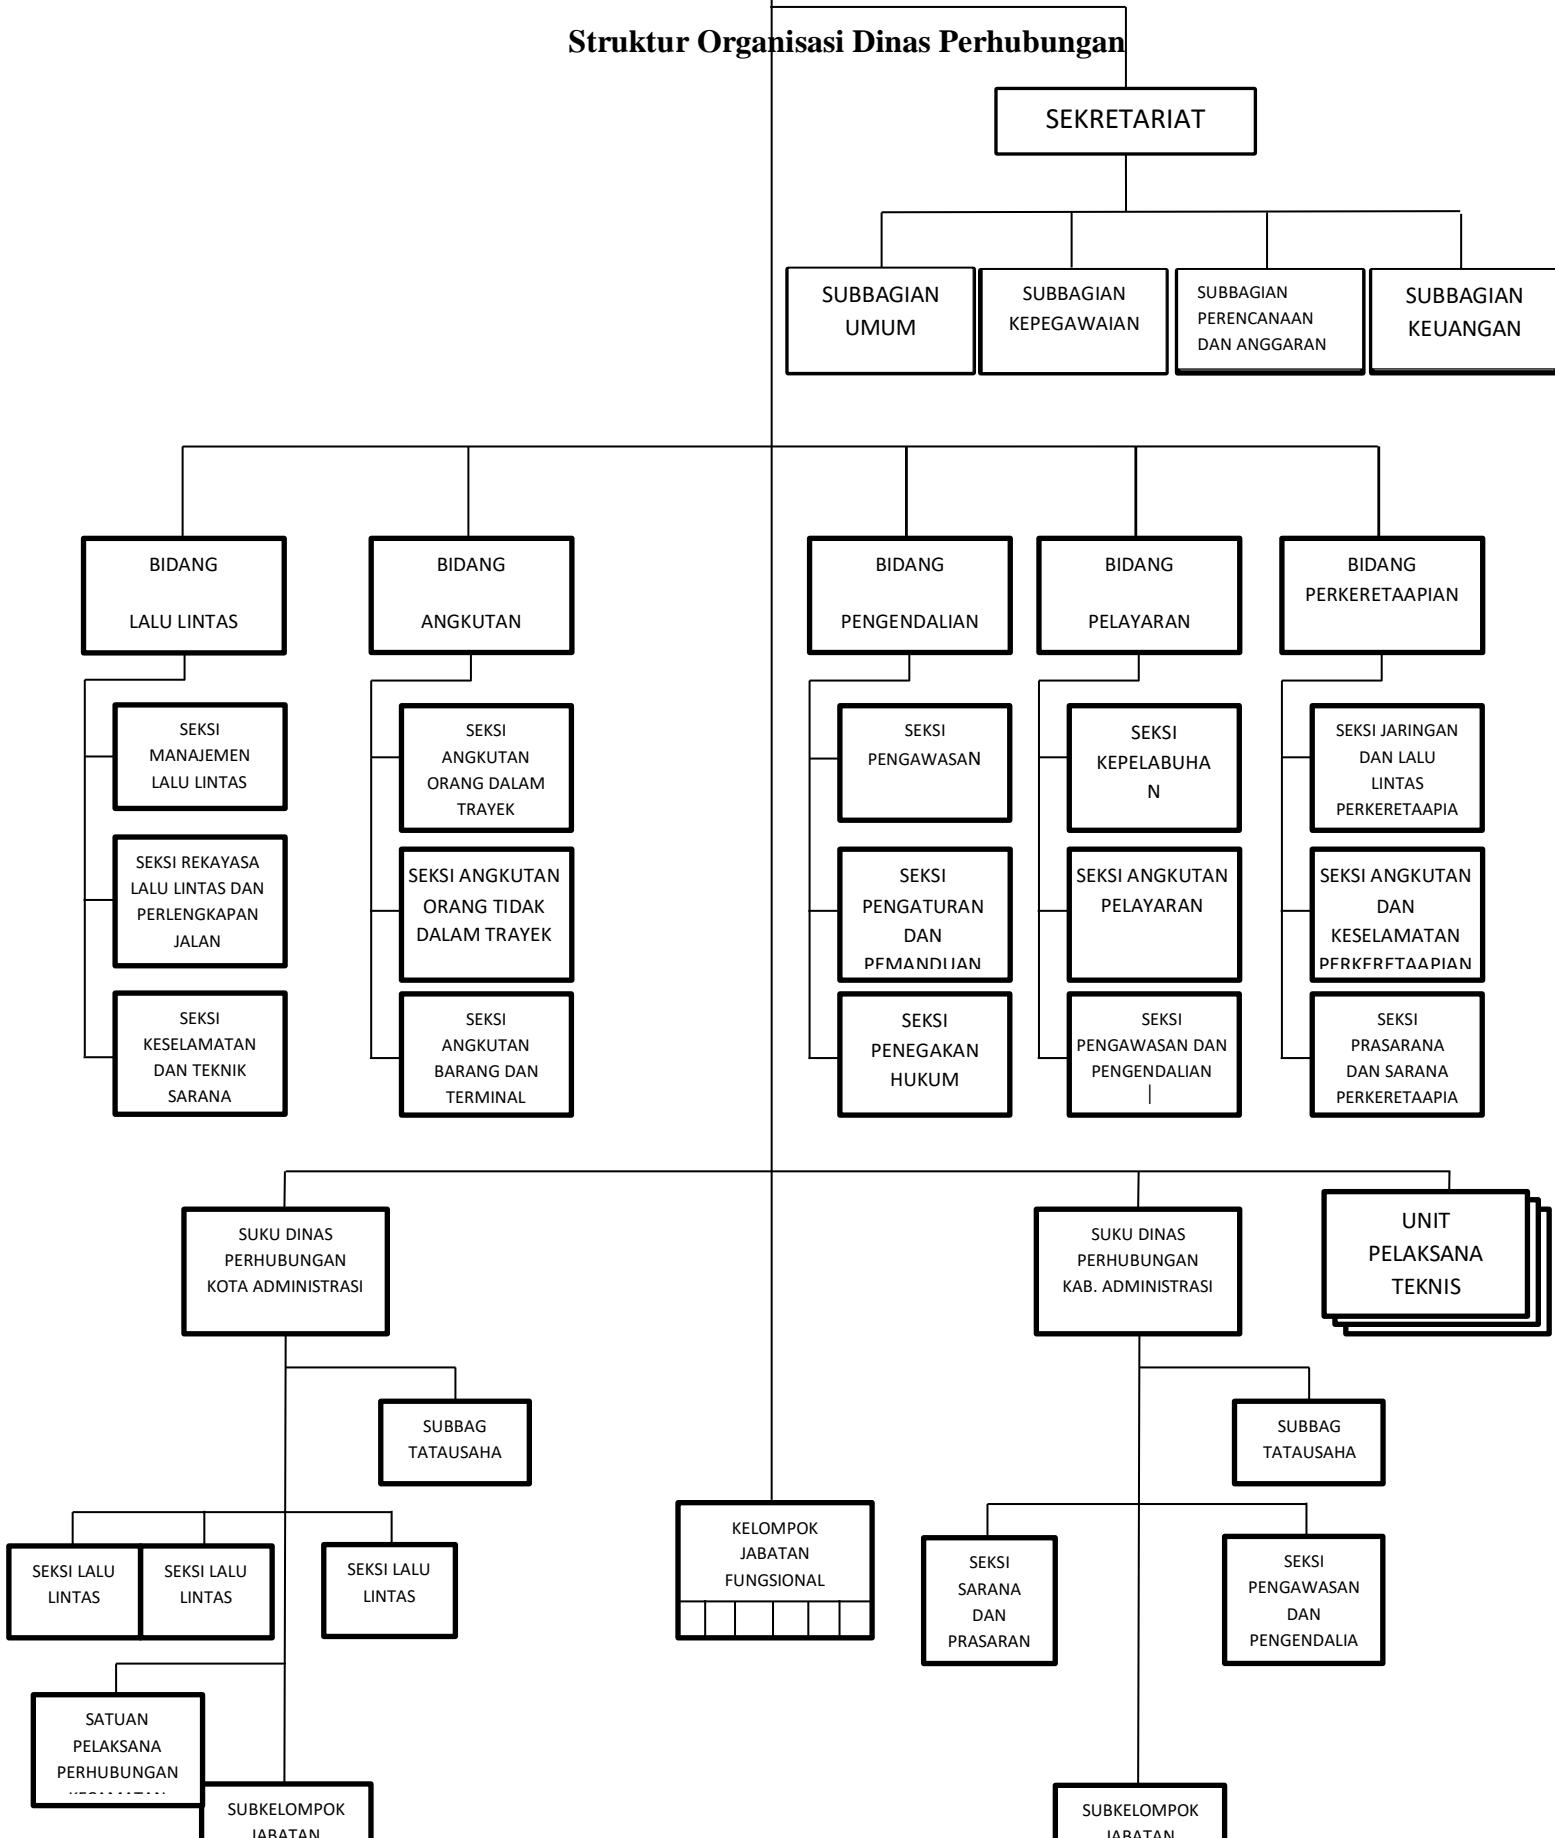 Struktur Organisasi Dinas Perhubungan
SEKRETARIAT
SUBBAGIAN
UMUM
SUBBAGIAN
KEPEGAWAIAN
SUBBAGIAN
PERENCANAAN
DAN ANGGARAN
SUBBAGIAN
KEUANGAN
BIDANG
LALU LINTAS
BIDANG
ANGKUTAN
BIDANG
PENGENDALIAN
BIDANG
PELAYARAN
BIDANG
PERKERETAAPIAN
SEKSI
MANAJEMEN
LALU LINTAS
SEKSI
ANGKUTAN
ORANG DALAM
TRAYEK
SEKSI
PENGAWASAN
SEKSI
KEPELABUHA
N
SEKSI JARINGAN
DAN LALU
LINTAS
PERKERETAAPIA
SEKSI REKAYASA
LALU LINTAS DAN
PERLENGKAPAN
JALAN
SEKSI ANGKUTAN
ORANG TIDAK
DALAM TRAYEK
SEKSI
PENGATURAN
DAN
PEMANDUAN
SEKSI ANGKUTAN
PELAYARAN
SEKSI ANGKUTAN
DAN
KESELAMATAN
PERKERETAAPIAN
SEKSI
KESELAMATAN
DAN TEKNIK
SARANA
SEKSI
ANGKUTAN
BARANG DAN
TERMINAL
SEKSI
PENEGAKAN
HUKUM
SEKSI
PENGAWASAN DAN
PENGENDALIAN
SEKSI
PRASARANA
DAN SARANA
PERKERETAAPIA
SUKU DINAS
PERHUBUNGAN
KOTA ADMINISTRASI
SUKU DINAS
PERHUBUNGAN
KAB. ADMINISTRASI
UNIT
PELAKSANA
TEKNIS
SUBBAG
TATAUSAHA
SUBBAG
TATAUSAHA
SEKSI LALU
LINTAS
SEKSI LALU
LINTAS
SEKSI LALU
LINTAS
KELOMPOK
JABATAN
FUNGSIONAL
SEKSI
SARANA
DAN
PRASARAN
SEKSI
PENGAWASAN
DAN
PENGENDALIA
SATUAN
PELAKSANA
PERHUBUNGAN
KECAMATAN
SUBKELOMPOK
JABATAN
SUBKELOMPOK
JABATAN